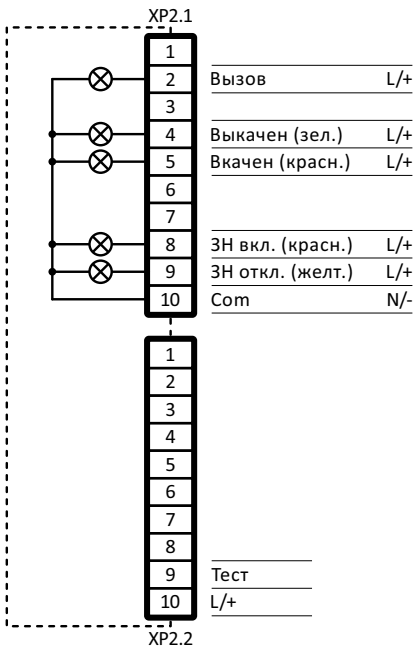 XP2.1
1
2 Вызов L/+
3
4 Выкачен (зел.) L/+
5 Вкачен (красн.) L/+
6
7
8 ЗН вкл. (красн.) L/+
9 ЗН откл. (желт.) L/+
10 Com N/-
1
2
3
4
5
6
7
8
9 Тест
10 L/+
XP2.2